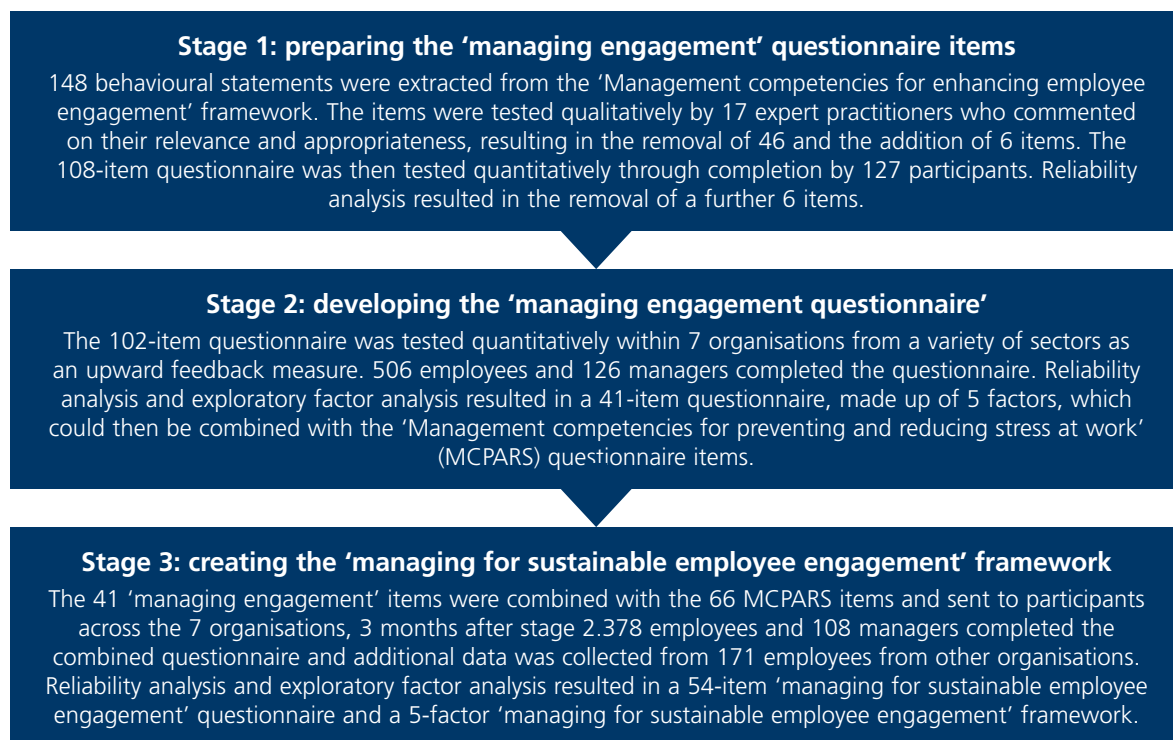 Stage 1: preparing the ‘managing engagement’ questionnaire items
148 behavioural statements were extracted from the ‘Management competencies for enhancing employee
engagement’ framework. The items were tested qualitatively by 17 expert practitioners who commented
on their relevance and appropriateness, resulting in the removal of 46 and the addition of 6 items. The
108-item questionnaire was then tested quantitatively through completion by 127 participants. Reliability
analysis resulted in the removal of a further 6 items.
Stage 2: developing the ‘managing engagement questionnaire’
The 102-item questionnaire was tested quantitatively within 7 organisations from a variety of sectors as
an upward feedback measure. 506 employees and 126 managers completed the questionnaire. Reliability
analysis and exploratory factor analysis resulted in a 41-item questionnaire, made up of 5 factors, which
could then be combined with the ‘Management competencies for preventing and reducing stress at work’
(MCPARS) questionnaire items.
Stage 3: creating the ‘managing for sustainable employee engagement’ framework
The 41 ‘managing engagement’ items were combined with the 66 MCPARS items and sent to participants
across the 7 organisations, 3 months after stage 2.378 employees and 108 managers completed the
combined questionnaire and additional data was collected from 171 employees from other organisations.
Reliability analysis and exploratory factor analysis resulted in a 54-item ‘managing for sustainable employee
engagement’ questionnaire and a 5-factor ‘managing for sustainable employee engagement’ framework.